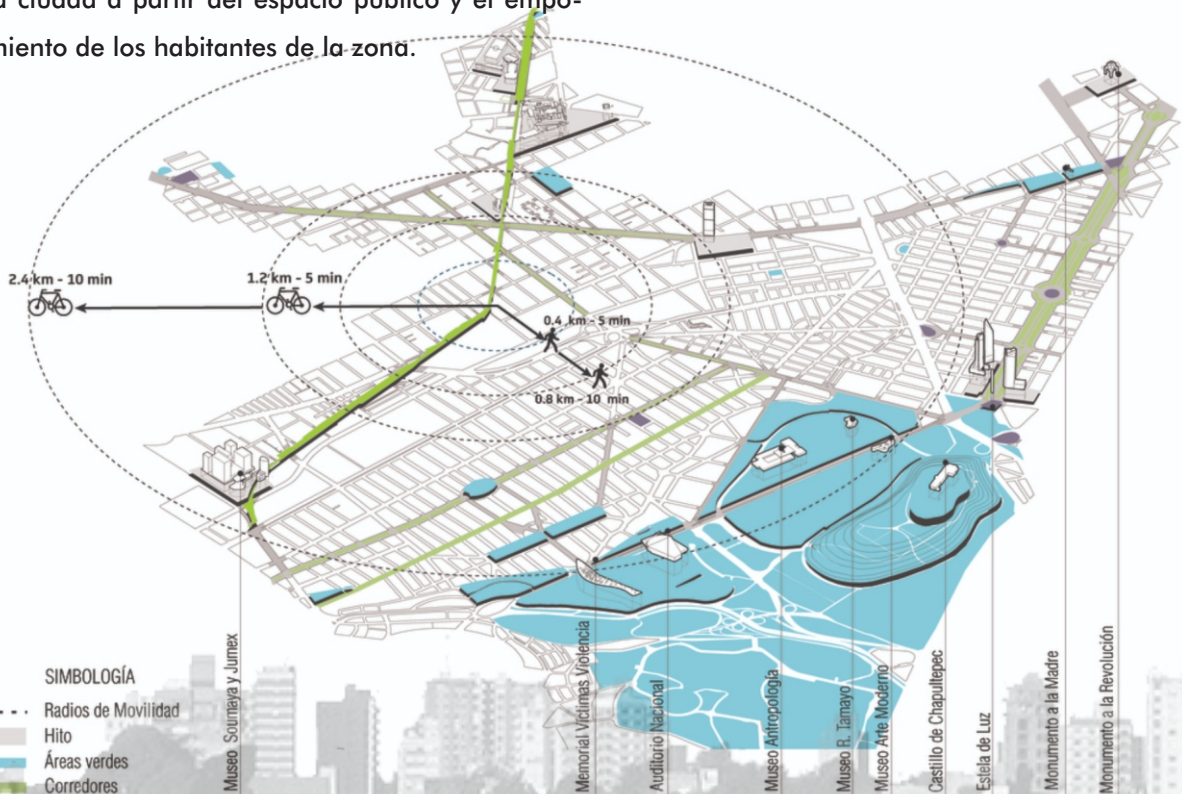 a ciudad a partir del espacio público y el empo-
miento de los habitantes de la zona.
2.4 km - 10 min
1.2 km - 5 min
0.4 km - 5 min
0.8 km - 10 min
SIMBOLOGÍA
Radios de Movilidad
Hito
Áreas verdes
Corredores
Museo Soumaya y Jumex
Memorial Víctimas Violencia
Auditorio Nacional
Museo Antropología
Museo R. Tamayo
Museo Arte Moderno
Castillo de Chapultepec
Estela de Luz
Monumento a la Madre
Monumento a la Revolución